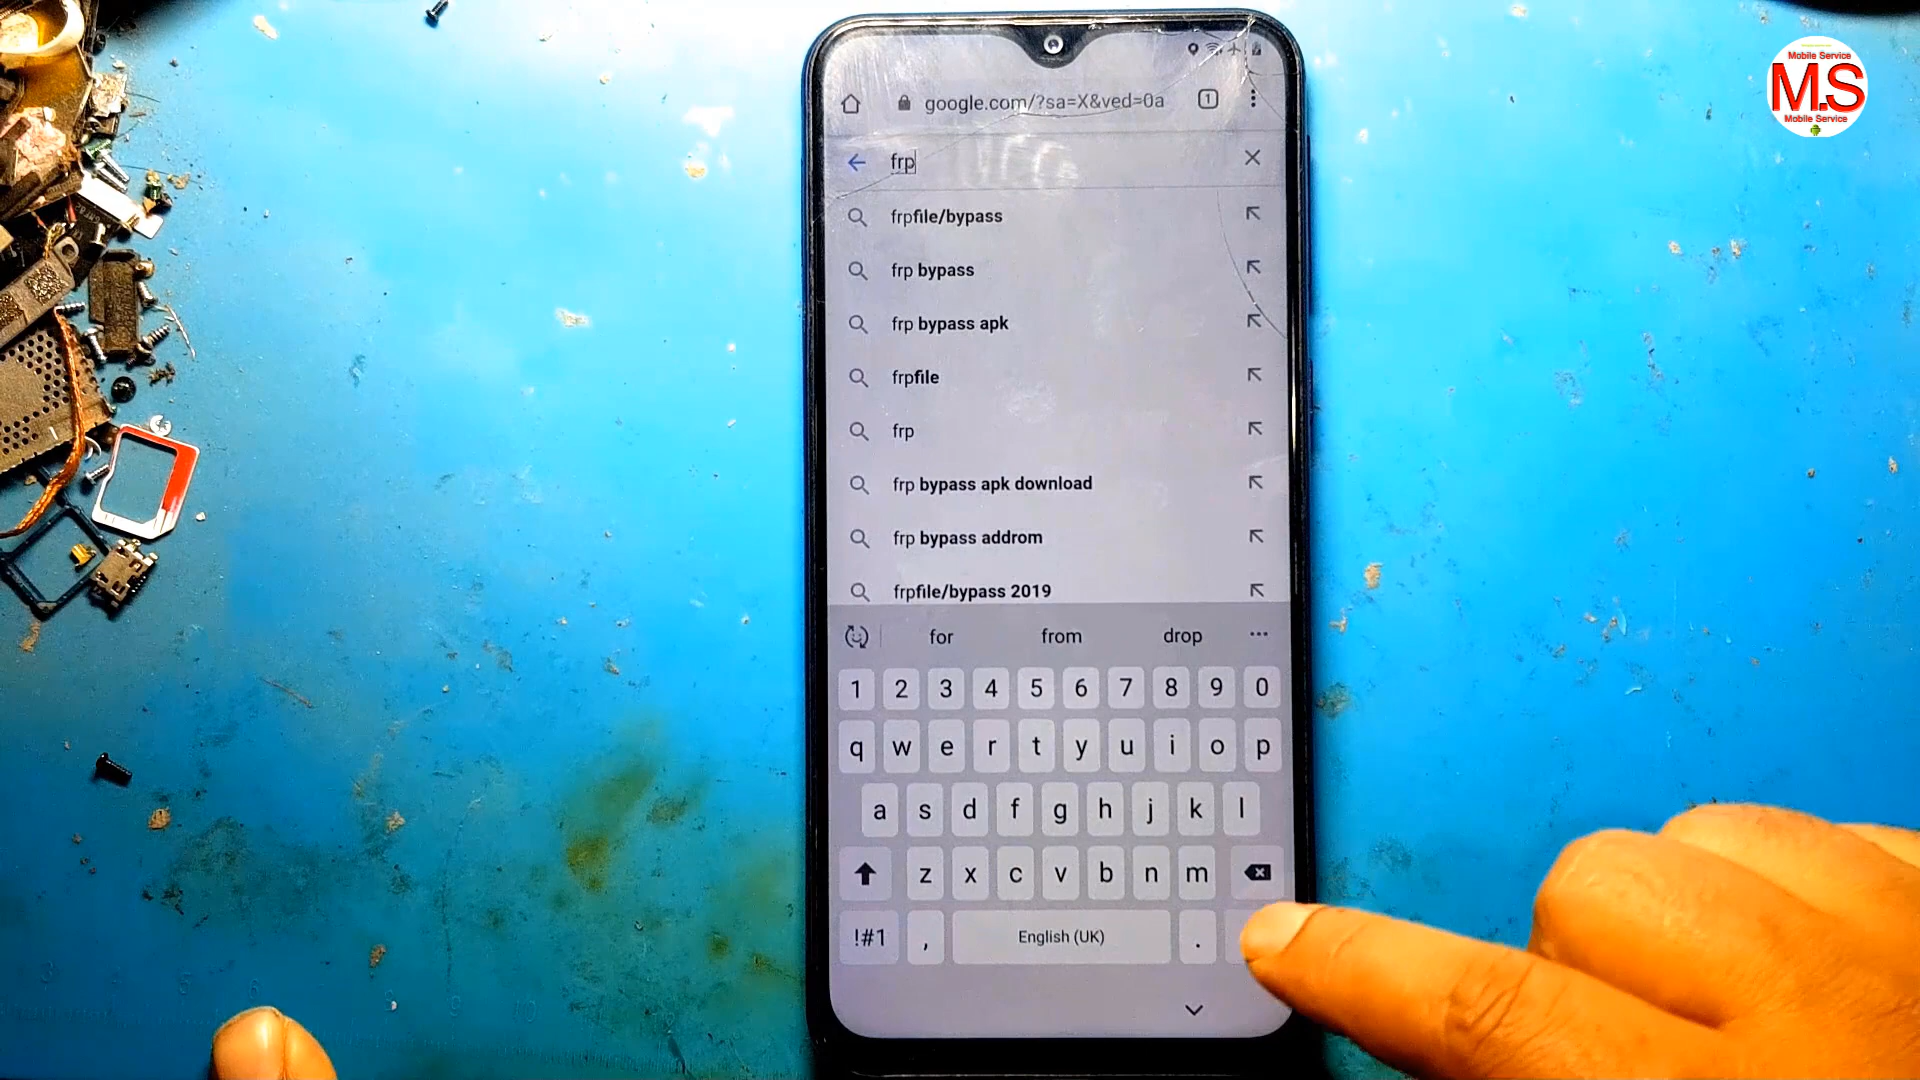 google.com/?sa=X&ved=0a
1
frp
frpfile/bypass
frp bypass
frp bypass apk
frpfile
frp
frp bypass apk download
frp bypass addrom
frpfile/bypass 2019
for from drop ...
1 2 3 4 5 6 7 8 9 0
q w e r t y u i o p
a s d f g h j k l
z x c v b n m
!#1 , English (UK) .
Mobile Service
M.S
Mobile Service